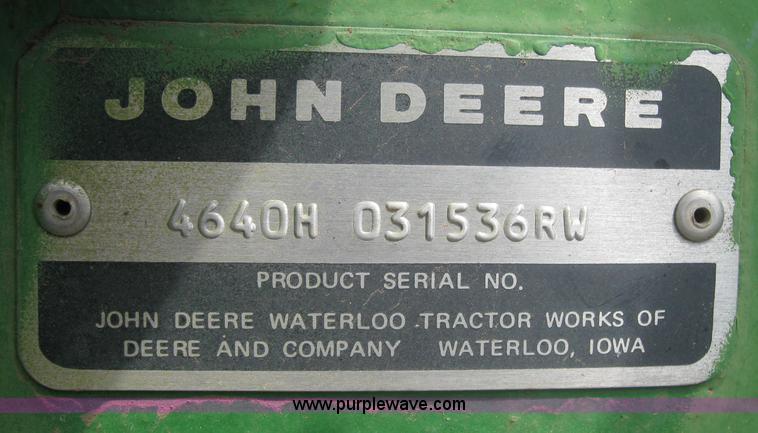 JOHN DEERE
4640H 031536RW
PRODUCT SERIAL NO.
JOHN DEERE WATERLOO TRACTOR WORKS OF
DEERE AND COMPANY WATERLOO, IOWA
www.purplewave.com